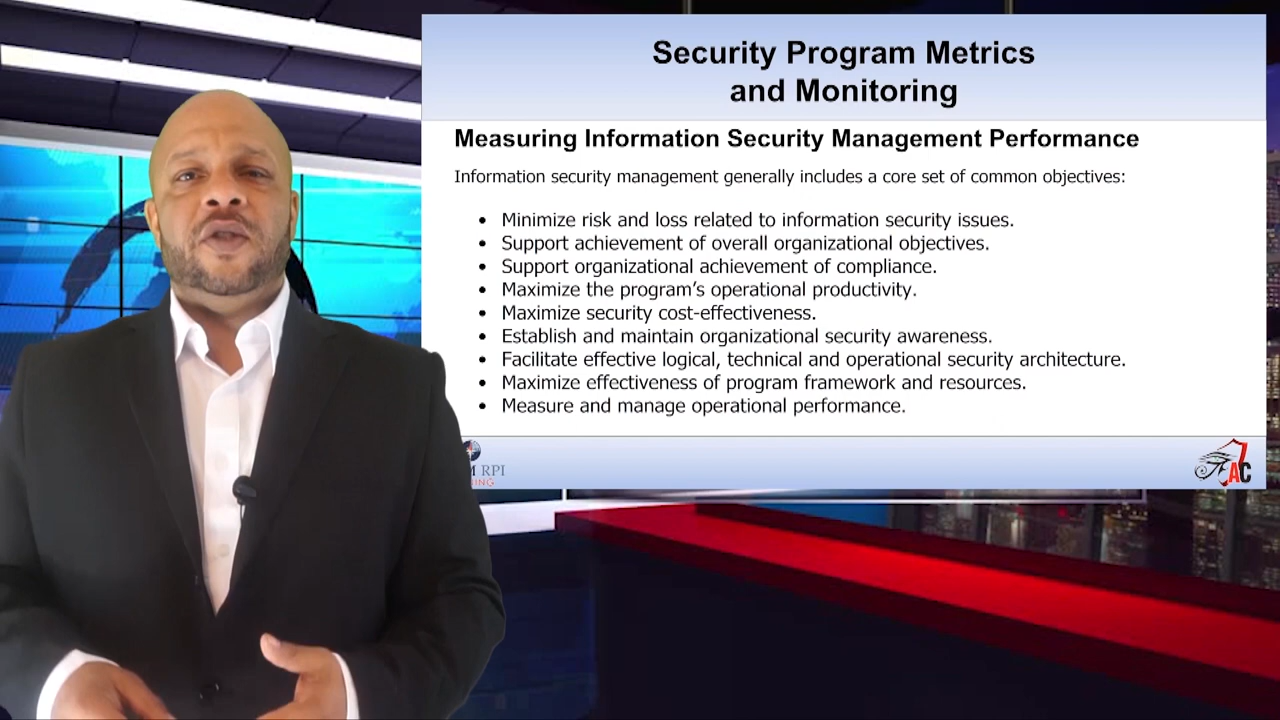 Security Program Metrics
and Monitoring
Measuring Information Security Management Performance
Information security management generally includes a core set of common objectives:
• Minimize risk and loss related to information security issues.
• Support achievement of overall organizational objectives.
• Support organizational achievement of compliance.
• Maximize the program's operational productivity.
• Maximize security cost-effectiveness.
• Establish and maintain organizational security awareness.
• Facilitate effective logical, technical and operational security architecture.
• Maximize effectiveness of program framework and resources.
• Measure and manage operational performance.
RPI
AC